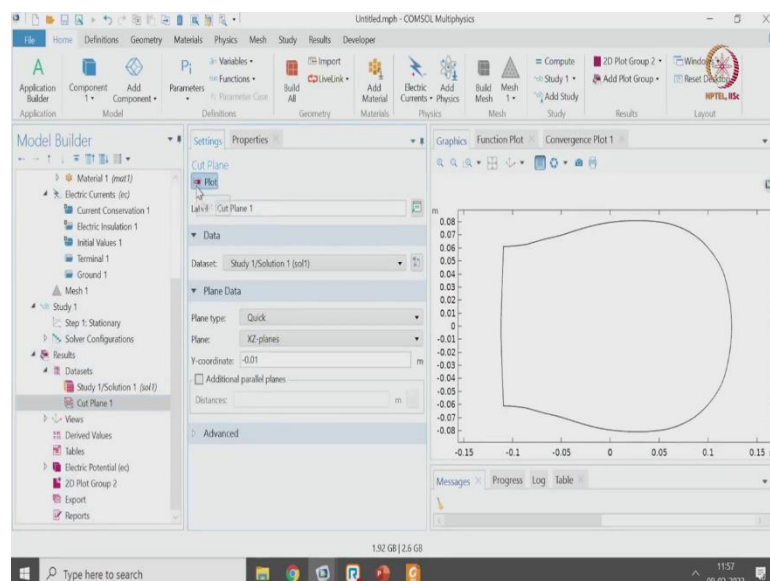 Untitled.mph - COMSOL Multiphysics
File Home Definitions Geometry Materials Physics Mesh Study Results Developer
Application Builder
Component 1
Add Component
Pi
Parameters
a= Variables
f(x) Functions
Parameter Case
Build All
Import
LiveLink
Add Material
Electric Currents
Add Physics
Build Mesh
Mesh 1
= Compute
Study 1
Add Study
2D Plot Group 2
Add Plot Group
Reset Desktop
NPTEL, IISc
Application Model Definitions Geometry Materials Physics Mesh Study Results Layout
Model Builder
Material 1 (mat1)
Electric Currents (ec)
Current Conservation 1
Electric Insulation 1
Initial Values 1
Terminal 1
Ground 1
Mesh 1
Study 1
Step 1: Stationary
Solver Configurations
Results
Datasets
Study 1/Solution 1 (sol1)
Cut Plane 1
Views
Derived Values
Tables
Electric Potential (ec)
2D Plot Group 2
Export
Reports
Settings Properties
Cut Plane
Plot
Label: Cut Plane 1
Data
Dataset: Study 1/Solution 1 (sol1)
Plane Data
Plane type: Quick
Plane: XZ-planes
Y-coordinate: -0.01 m
Additional parallel planes
Distances: m
Advanced
Graphics Function Plot Convergence Plot 1
m
0.08
0.07
0.06
0.05
0.04
0.03
0.02
0.01
0
-0.01
-0.02
-0.03
-0.04
-0.05
-0.06
-0.07
-0.08
-0.15 -0.1 -0.05 0 0.05 0.1 0.15
Messages Progress Log Table
1.92 GB | 2.6 GB
Type here to search
11:57